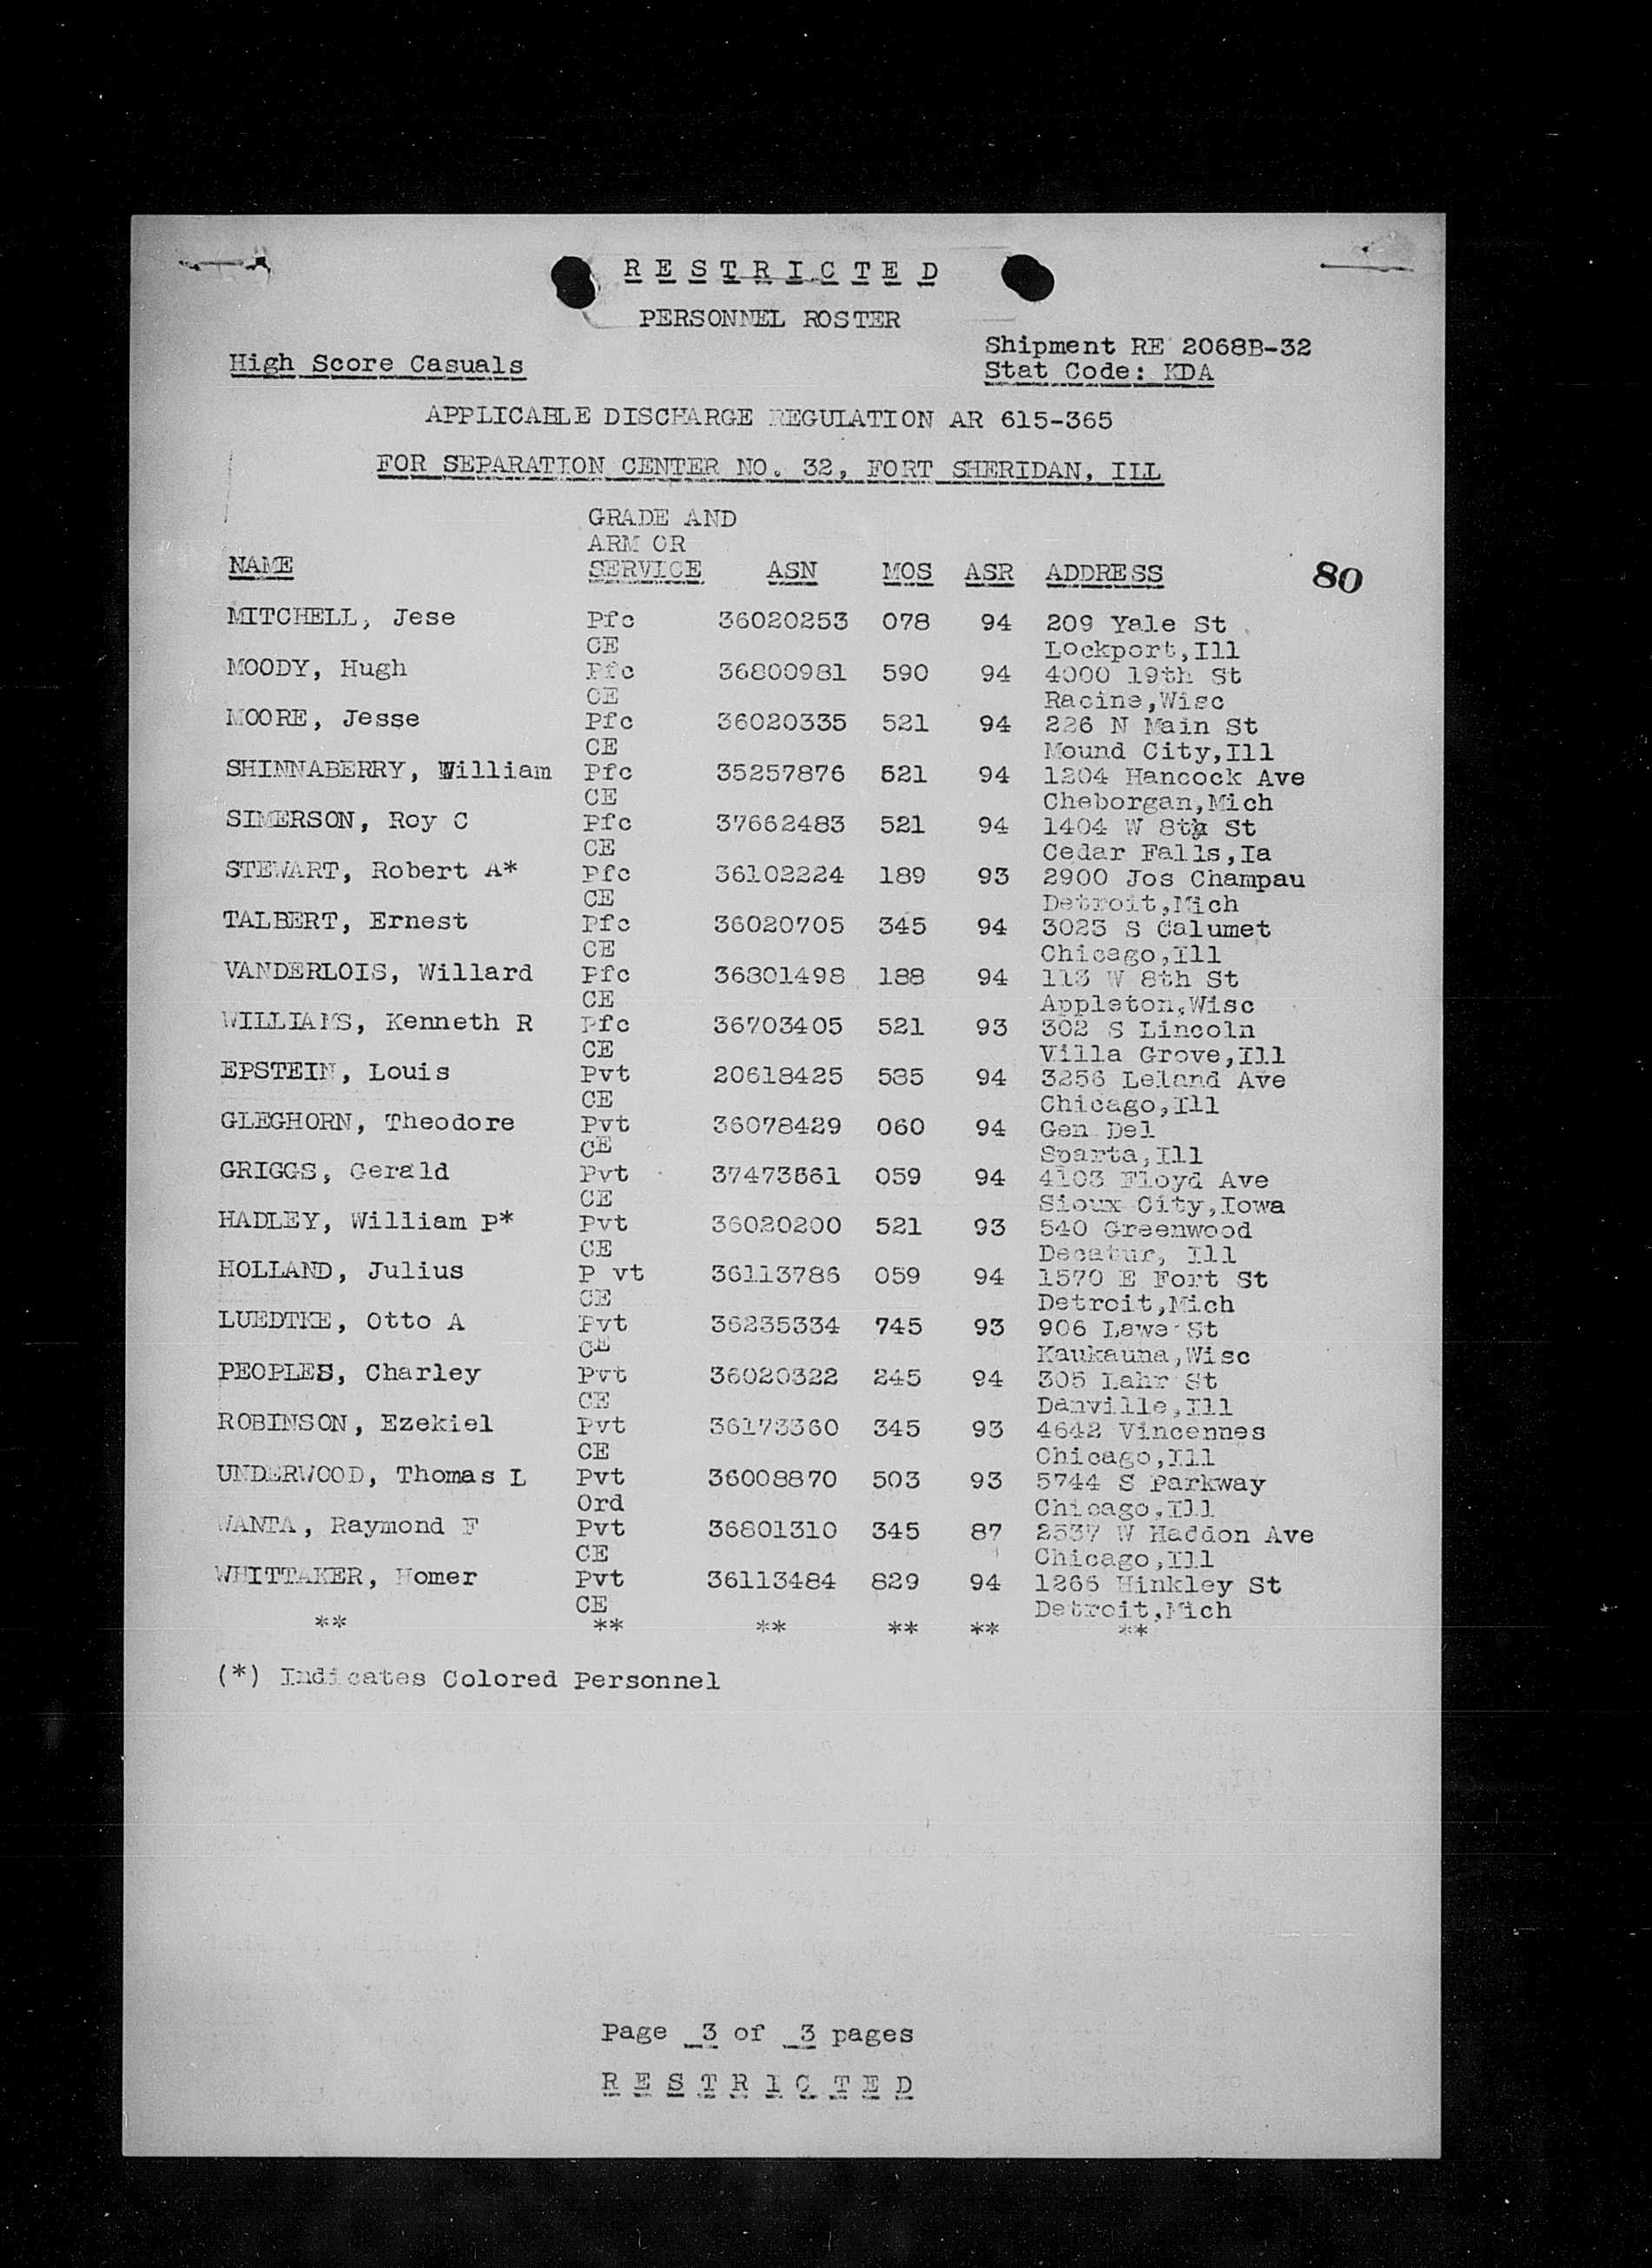 R E S T R I C T E D
PERSONNEL ROSTER
Shipment RE 2068B-32
High Score Casuals
Stat Code: KDA
APPLICABLE DISCHARGE REGULATION AR 615-365
FOR SEPARATION CENTER NO. 32, FORT SHERIDAN, ILL
GRADE AND
ARM OR
NAME SERVICE ASN MOS ASR ADDRESS 80
MITCHELL, Jese Pfc 36020253 078 94 209 Yale St
CE Lockport,Ill
MOODY, Hugh Pfc 36800981 590 94 4000 19th St
CE Racine,Wisc
MOORE, Jesse Pfc 36020335 521 94 226 N Main St
CE Mound City,Ill
SHINNABERRY, William Pfc 35257876 521 94 1204 Hancock Ave
CE Cheborgan,Mich
SIMERSON, Roy C Pfc 37662483 521 94 1404 W 8th St
CE Cedar Falls,Ia
STEWART, Robert A* Pfc 36102224 189 93 2900 Jos Champau
CE Detroit,Mich
TALBERT, Ernest Pfc 36020705 345 94 3023 S Calumet
CE Chicago,Ill
VANDERLOIS, Willard Pfc 36801498 188 94 113 W 8th St
CE Appleton,Wisc
WILLIAMS, Kenneth R Pfc 36703405 521 93 302 S Lincoln
CE Villa Grove,Ill
EPSTEIN, Louis Pvt 20618425 535 94 3256 Leland Ave
CE Chicago,Ill
GLEGHORN, Theodore Pvt 36078429 060 94 Gen Del
CE Sparta,Ill
GRIGGS, Gerald Pvt 37473561 059 94 4103 Floyd Ave
CE Sioux City,Iowa
HADLEY, William P* Pvt 36020200 521 93 540 Greenwood
CE Decatur, Ill
HOLLAND, Julius P vt 36113786 059 94 1570 E Fort St
CE Detroit,Mich
LUEDTKE, Otto A Pvt 36235334 745 93 906 Lawe St
CE Kaukauna,Wisc
PEOPLES, Charley Pvt 36020322 245 94 305 Lahr St
CE Danville,Ill
ROBINSON, Ezekiel Pvt 36173360 345 93 4642 Vincennes
CE Chicago,Ill
UNDERWOOD, Thomas L Pvt 36008870 503 93 5744 S Parkway
Ord Chicago,Ill
WANTA, Raymond F Pvt 36801310 345 87 2537 W Haddon Ave
CE Chicago,Ill
WHITTAKER, Homer Pvt 36113484 829 94 1266 Hinkley St
CE Detroit,Mich
** ** ** ** ** **
(*) Indicates Colored Personnel
Page 3 of 3 pages
R E S T R I C T E D